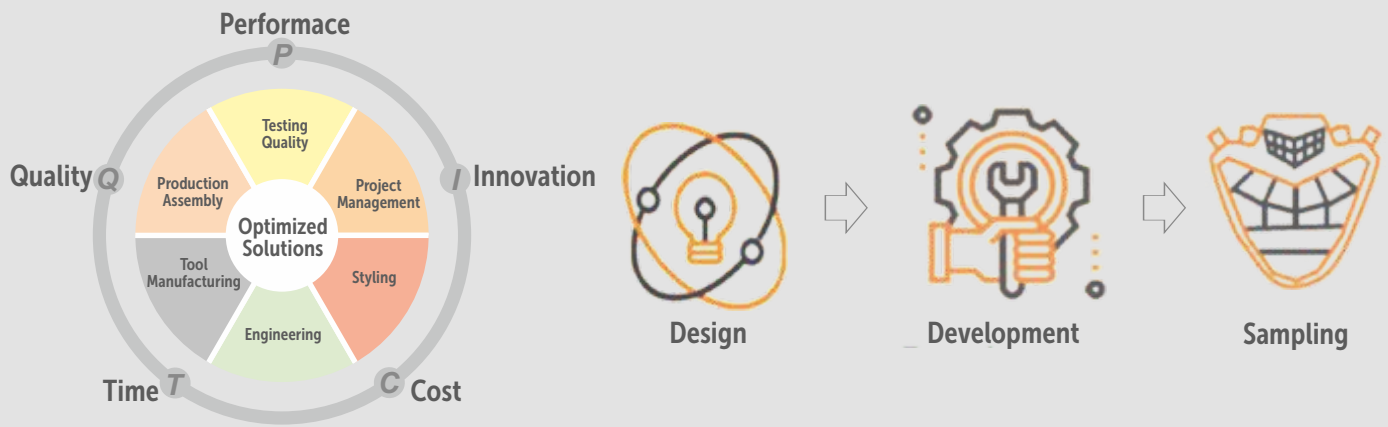 Performace
P
Quality
Q
I
Innovation
Testing
Quality
Production
Assembly
Project
Management
Optimized
Solutions
Tool
Manufacturing
Styling
Engineering
Time
T
C
Cost
Design
Development
Sampling